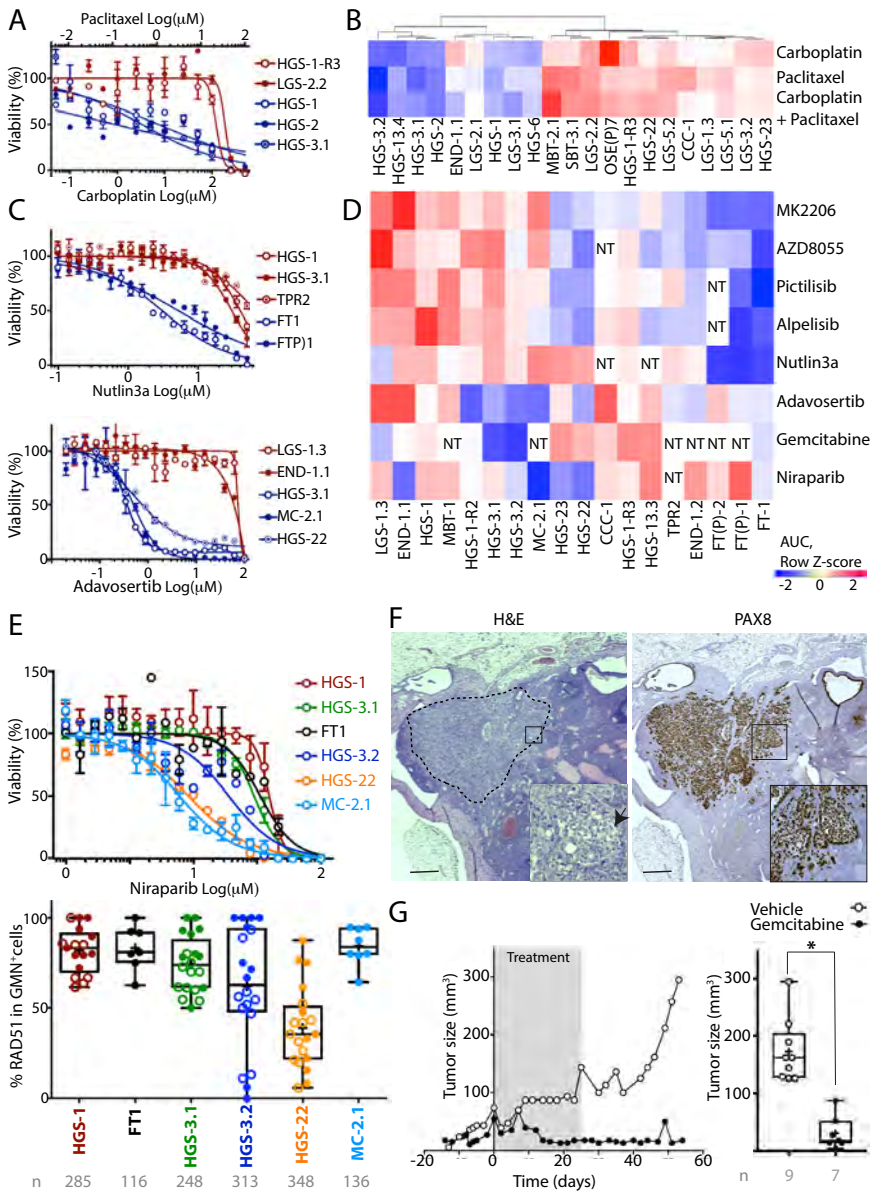 A
Paclitaxel Log(μM)
-2 -1 0 1 2
Viability (%)
100
50
0
-1 0 1 2
Carboplatin Log(μM)
HGS-1-R3
LGS-2.2
HGS-1
HGS-2
HGS-3.1
B
Carboplatin
Paclitaxel
Carboplatin
+ Paclitaxel
HGS-3.2
HGS-13.4
HGS-3.1
HGS-2
END-1.1
LGS-2.1
HGS-1
LGS-3.1
HGS-6
MBT-2.1
SBT-3.1
LGS-2.2
OSE(P)7
HGS-1-R3
HGS-22
LGS-5.2
CCC-1
LGS-1.3
LGS-5.1
LGS-3.2
HGS-23
C
Viability (%)
100
50
0
-1 0 1
Nutlin3a Log(μM)
HGS-1
HGS-3.1
TPR2
FT1
FTP)1
Viability (%)
100
50
0
-1 0 1 2
Adavosertib Log(μM)
LGS-1.3
END-1.1
HGS-3.1
MC-2.1
HGS-22
D
MK2206
NT AZD8055
NT Pictilisib
NT Alpelisib
NT NT Nutlin3a
Adavosertib
NT NT NT NT NT NT Gemcitabine
NT Niraparib
LGS-1.3
END-1.1
HGS-1
MBT-1
HGS-1-R2
HGS-3.1
HGS-3.2
MC-2.1
HGS-23
HGS-22
CCC-1
HGS-1-R3
HGS-13.3
TPR2
END-1.2
FT(P)-2
FT(P)-1
FT-1
AUC,
Row Z-score
-2 0 2
E
Viability (%)
150
100
50
0
0 1 2
Niraparib Log(μM)
HGS-1
HGS-3.1
FT1
HGS-3.2
HGS-22
MC-2.1
% RAD51 in GMN+cells
100
50
0
HGS-1
FT1
HGS-3.1
HGS-3.2
HGS-22
MC-2.1
n 285 116 248 313 348 136
F
H&E PAX8
G
Vehicle
Gemcitabine
Treatment
Tumor size (mm³)
300
200
100
-20 0 20 40 60
Time (days)
*
Tumor size (mm³)
300
200
100
n 9 7